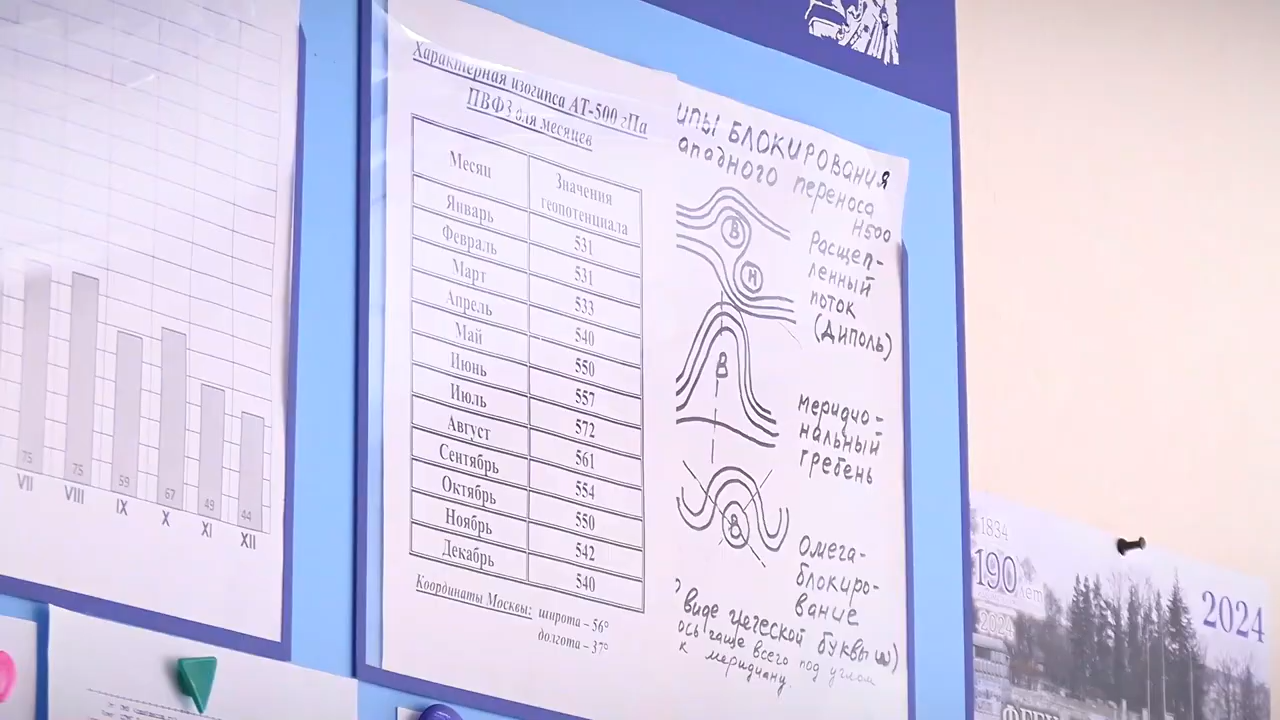 75
75
59
67
49
44
VII
VIII
IX
X
XI
XII
Характерная изогипса АТ-500 гПа
ПВФЗ для месяцев
Месяц Значения геопотенциала
Январь 531
Февраль 531
Март 533
Апрель 540
Май 550
Июнь 557
Июль 572
Август 561
Сентябрь 554
Октябрь 550
Ноябрь 542
Декабрь 540
Координаты Москвы: широта – 56°
долгота – 37°
ипы БЛОКИРОВАНИЯ
ападного переноса
H500
В
Н
Расщеп-
ленный
поток
(диполь)
В
меридио-
нальный
гребень
В
омега-
блокиро-
вание
виде греческой буквы ω)
ось чаще всего под углом
к меридиану.
1834
190 лет
2024
2024